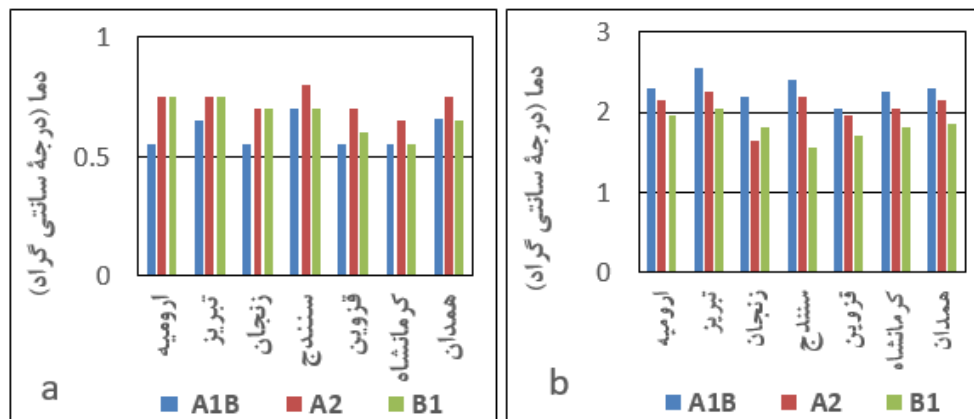 دما (درجهٔ سانتی گراد)
1
0.5
0
ارومیه
تبریز
زنجان
سنندج
قزوین
کرمانشاه
همدان
a
A1B A2 B1
دما (درجهٔ سانتی گراد)
3
2
1
0
ارومیه
تبریز
زنجان
سنندج
قزوین
کرمانشاه
همدان
b
A1B A2 B1